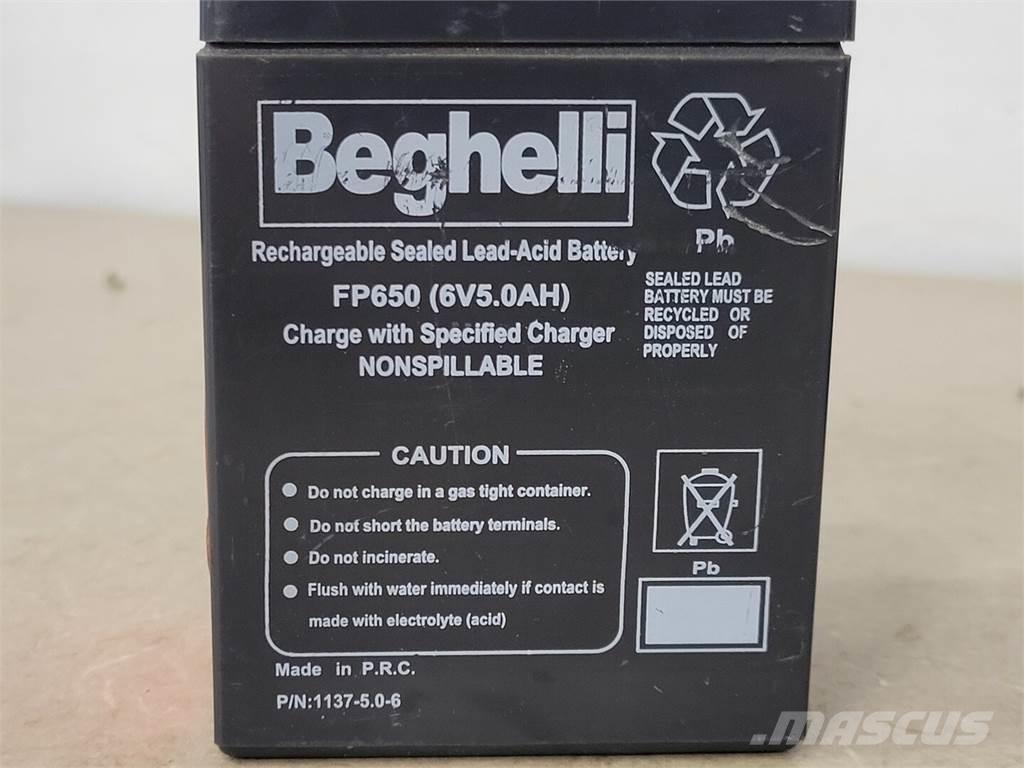 Beghelli
Rechargeable Sealed Lead-Acid Battery
FP650 (6V5.0AH)
Charge with Specified Charger
NONSPILLABLE
Pb
SEALED LEAD
BATTERY MUST BE
RECYCLED OR
DISPOSED OF
PROPERLY
CAUTION
Do not charge in a gas tight container.
Do not short the battery terminals.
Do not incinerate.
Flush with water immediately if contact is
made with electrolyte (acid)
Pb
Made in P.R.C.
P/N:1137-5.0-6
MASCUS